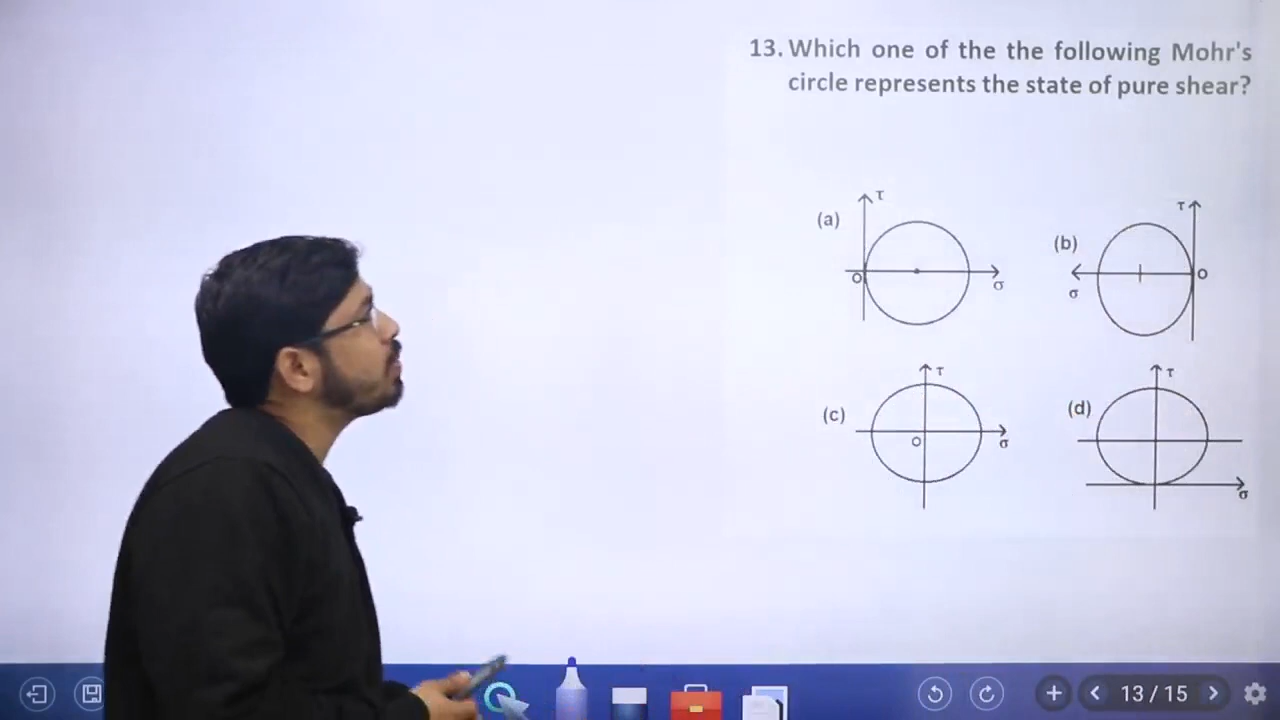 13. Which one of the the following Mohr's
circle represents the state of pure shear?
(a)
τ
O
σ
(b)
τ
O
σ
(c)
τ
O
σ
(d)
τ
σ
13 / 15